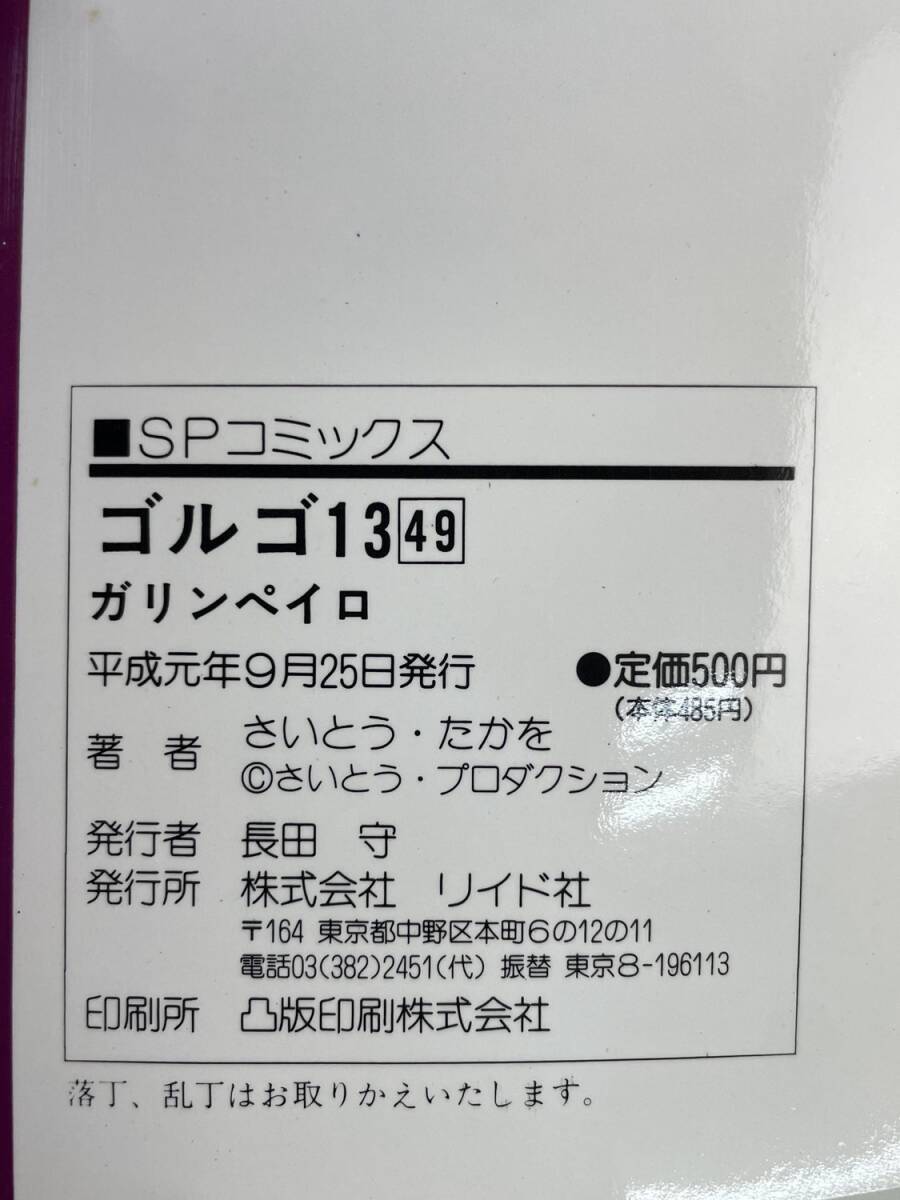 ■SPコミックス
ゴルゴ13 49
ガリンペイロ
平成元年9月25日発行 ●定価500円
(本体485円)
著 者 さいとう・たかを
©さいとう・プロダクション
発行者 長田 守
発行所 株式会社 リイド社
〒164 東京都中野区本町6の12の11
電話03(382)2451(代) 振替 東京8-196113
印刷所 凸版印刷株式会社
落丁、乱丁はお取りかえいたします。